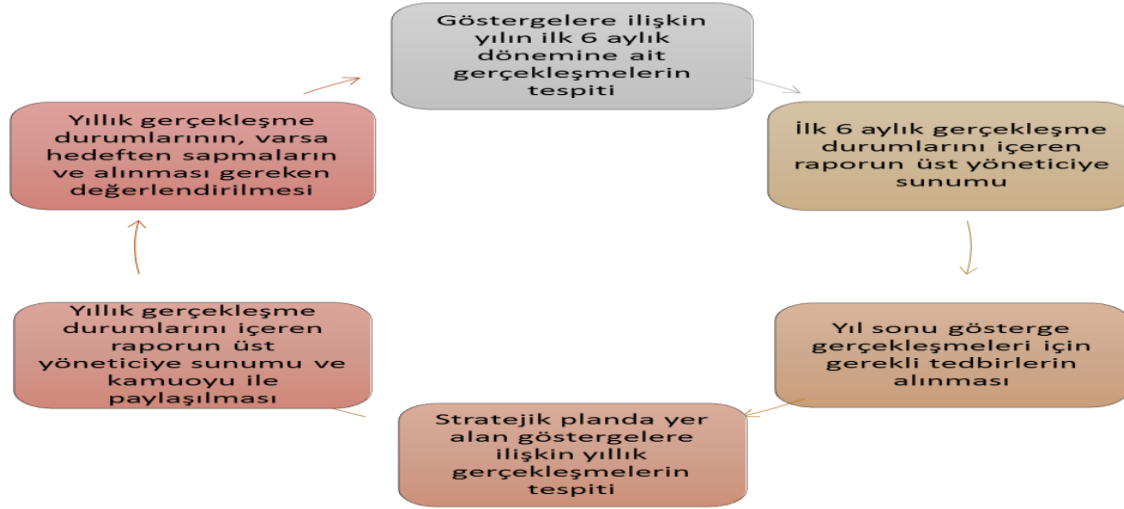 Göstergelere ilişkin
yılın ilk 6 aylık
dönemine ait
gerçekleşmelerin
tespiti
İlk 6 aylık gerçekleşme
durumlarını içeren
raporun üst yöneticiye
sunumu
Yıl sonu gösterge
gerçekleşmeleri için
gerekli tedbirlerin
alınması
Stratejik planda yer
alan göstergelere
ilişkin yıllık
gerçekleşmelerin
tespiti
Yıllık gerçekleşme
durumlarını içeren
raporun üst
yöneticiye sunumu ve
kamuoyu ile
paylaşılması
Yıllık gerçekleşme
durumlarının, varsa
hedeften sapmaların
ve alınması gereken
değerlendirilmesi